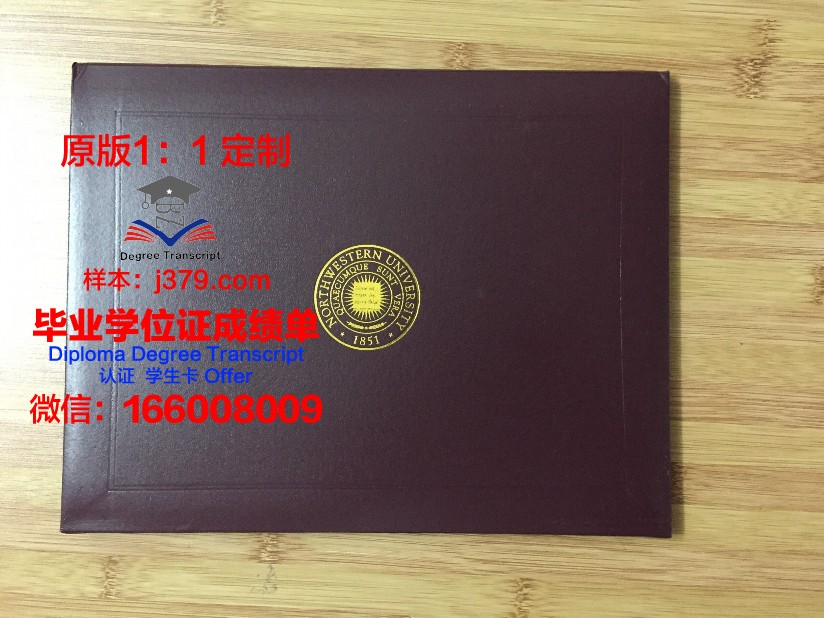 原版1：1 定制
Degree Transcript
样本：j379.com
毕业学位证成绩单
Diploma Degree Transcript
认证 学生卡 Offer
微信：166008009
NORTHWESTERN UNIVERSITY
QUAECUMQUE SUNT VERA
* 1851 *